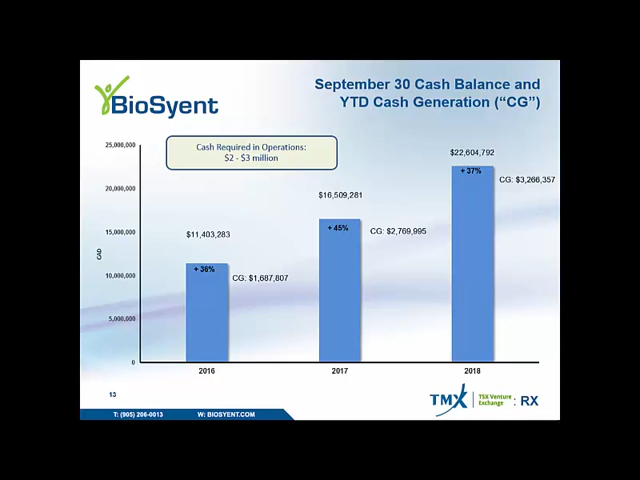 BioSyent
September 30 Cash Balance and
YTD Cash Generation ("CG")
Cash Required in Operations:
$2 - $3 million
25,000,000
20,000,000
15,000,000
10,000,000
5,000,000
0
CAD
$11,403,283
+ 36%
CG: $1,687,807
$16,509,281
+ 45%
CG: $2,769,995
$22,604,792
+ 37%
CG: $3,266,357
2016
2017
2018
13
TMX
TSX Venture
Exchange
: RX
T: (905) 206-0013
W: BIOSYENT.COM